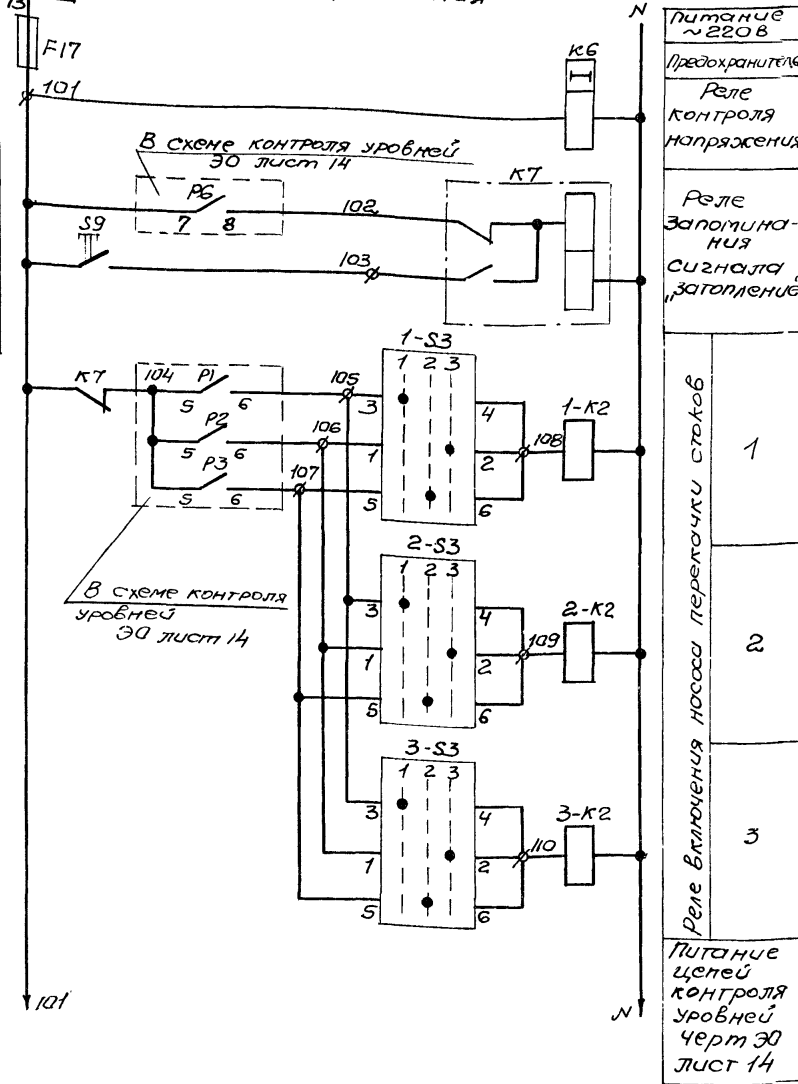 13
N
F17
к6
101
Питание
~220В
Предохранитель
Реле
контроля
напряжения
В схеме контроля уровней
ЭО лист 14
Р6
7 8
102
К7
S9
103
Реле
Запомина-
ния
сигнала
"затопление
К7
104
Р1
5 6
Р2
5 6
Р3
5 6
105
106
107
1-S3
1 2 3
3 4
1 2
5 6
108
1-К2
В схеме контроля
уровней
ЭО лист 14
2-S3
1 2 3
3 4
1 2
5 6
109
2-К2
3-S3
1 2 3
3 4
1 2
5 6
110
3-К2
Реле включения насоса перекачки стоков
1
2
3
101
N
Питание
цепей
контроля
уровней
черт ЭО
лист 14